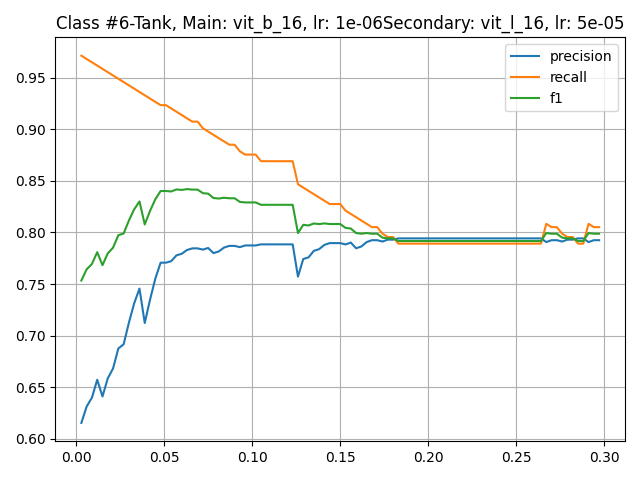 Class #6-Tank, Main: vit_b_16, lr: 1e-06Secondary: vit_l_16, lr: 5e-05
precision
recall
f1
0.95
0.90
0.85
0.80
0.75
0.70
0.65
0.60
0.00 0.05 0.10 0.15 0.20 0.25 0.30